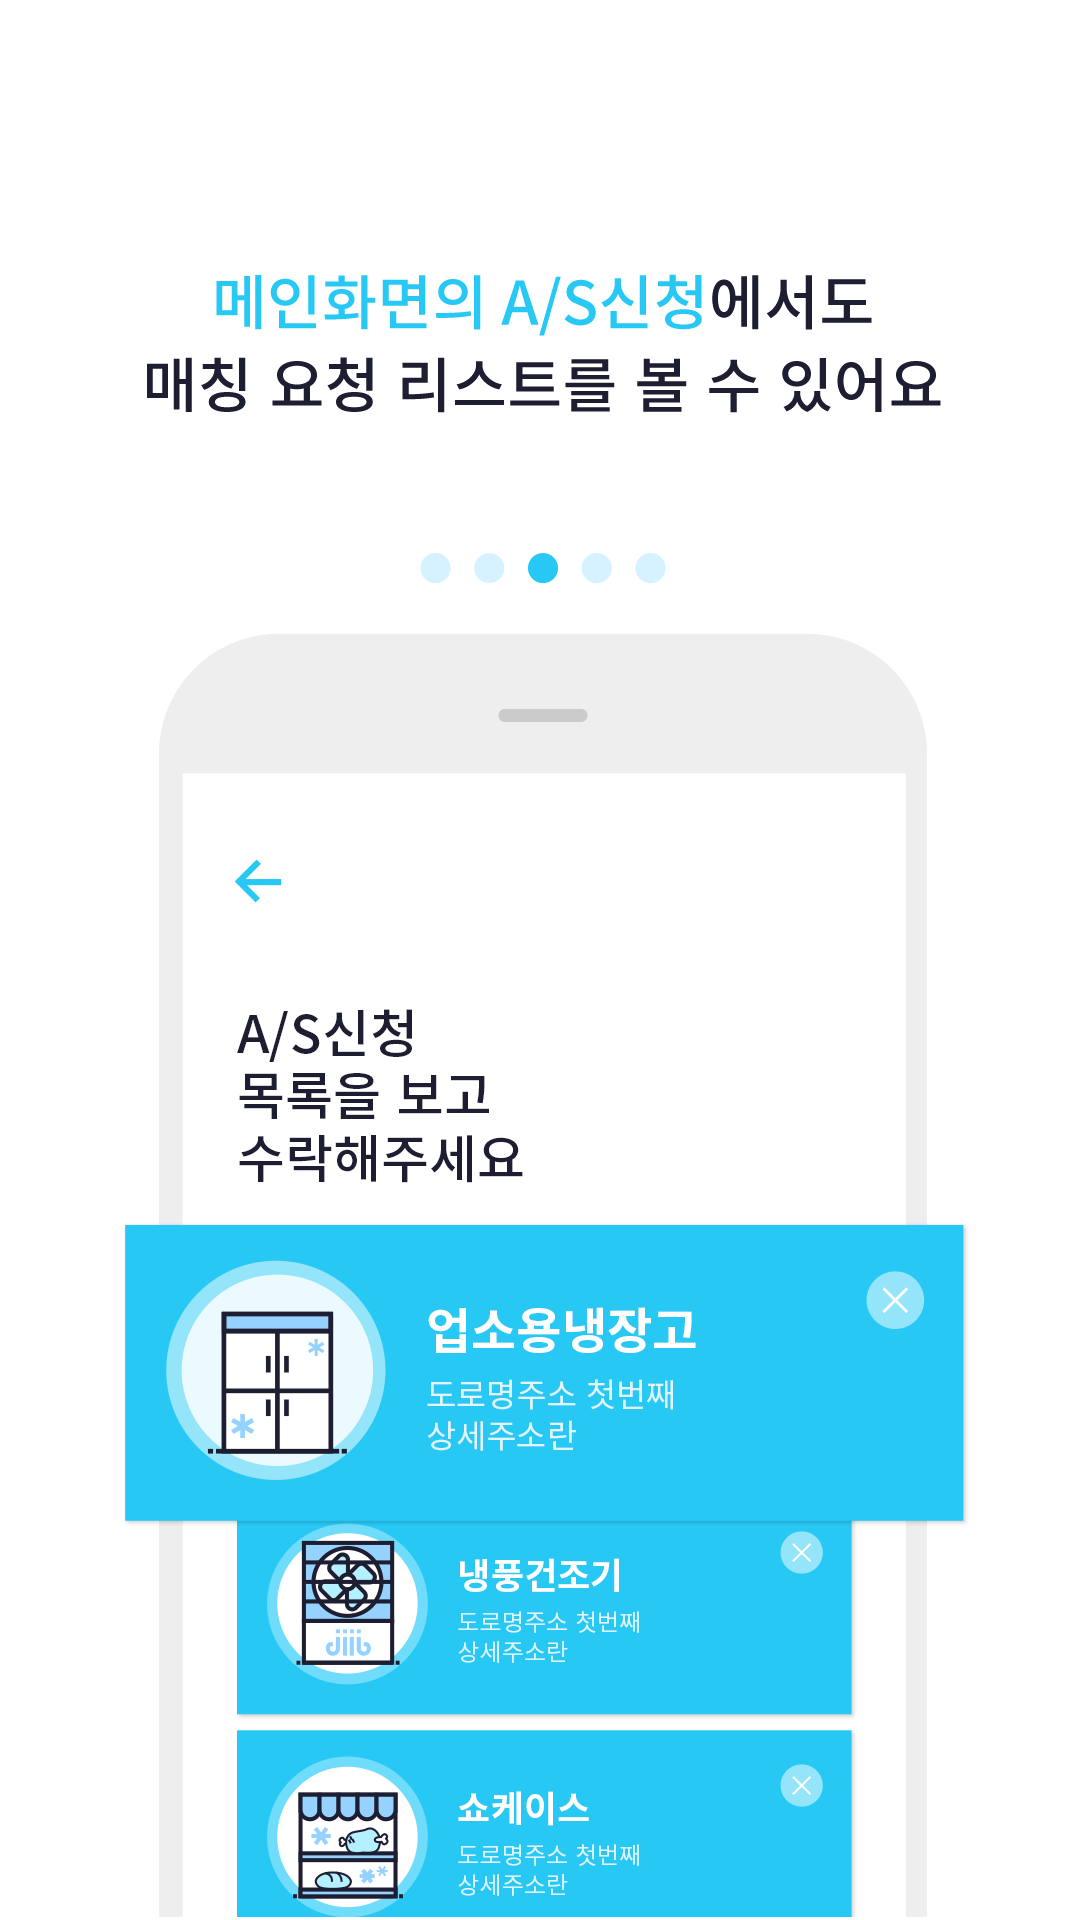 메인화면의 A/S신청에서도
매칭 요청 리스트를 볼 수 있어요
A/S신청
목록을 보고
수락해주세요
업소용냉장고
도로명주소 첫번째
상세주소란
냉풍건조기
도로명주소 첫번째
상세주소란
쇼케이스
도로명주소 첫번째
상세주소란